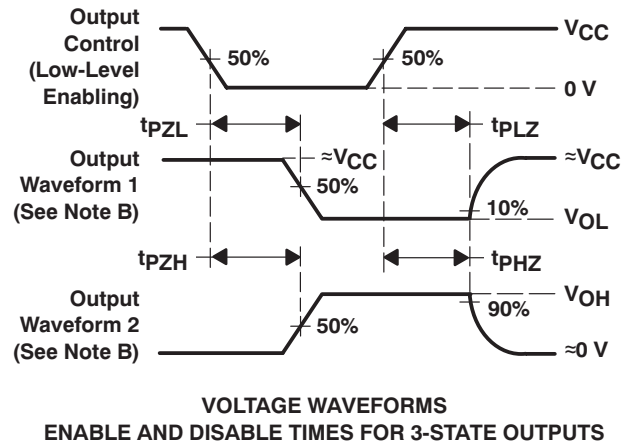 Output
Control
(Low-Level
Enabling)
50%
50%
VCC
0 V
tPZL
tPLZ
Output
Waveform 1
(See Note B)
≈VCC
50%
≈VCC
10%
VOL
tPZH
tPHZ
Output
Waveform 2
(See Note B)
50%
VOH
90%
≈0 V
VOLTAGE WAVEFORMS
ENABLE AND DISABLE TIMES FOR 3-STATE OUTPUTS